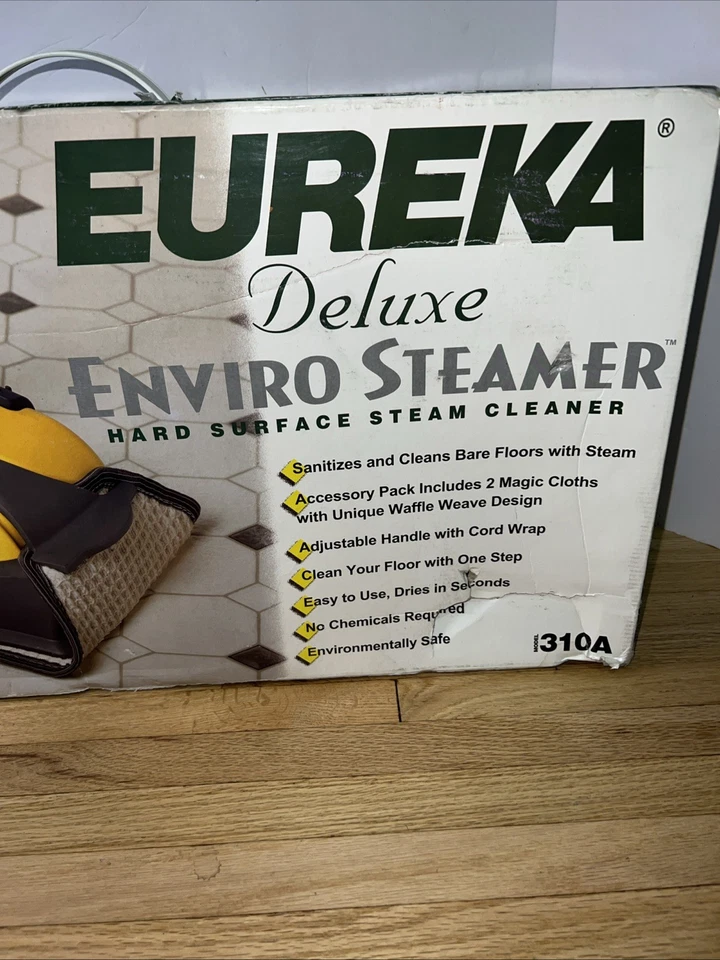 EUREKA®
Deluxe
ENVIRO STEAMER™
HARD SURFACE STEAM CLEANER
Sanitizes and Cleans Bare Floors with Steam
Accessory Pack Includes 2 Magic Cloths
with Unique Waffle Weave Design
Adjustable Handle with Cord Wrap
Clean Your Floor with One Step
Easy to Use, Dries in Seconds
No Chemicals Required
Environmentally Safe
MODEL 310A